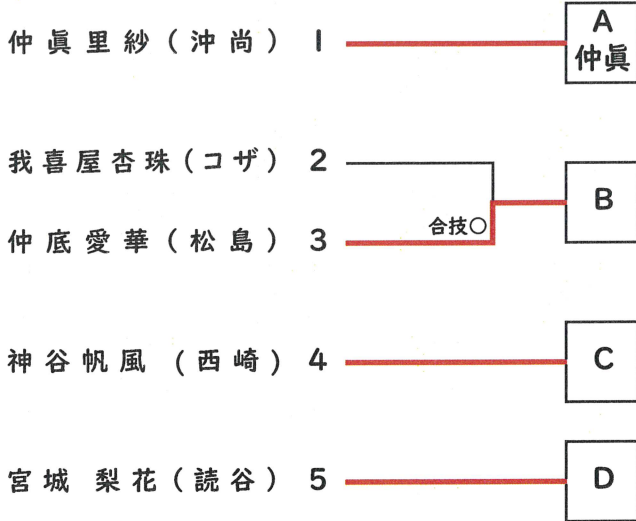 仲眞里紗(沖尚) 1
A
仲眞
我喜屋杏珠(コザ) 2
B
合技○
仲底愛華(松島) 3
神谷帆風 (西崎) 4
C
宮城 梨花(読谷) 5
D